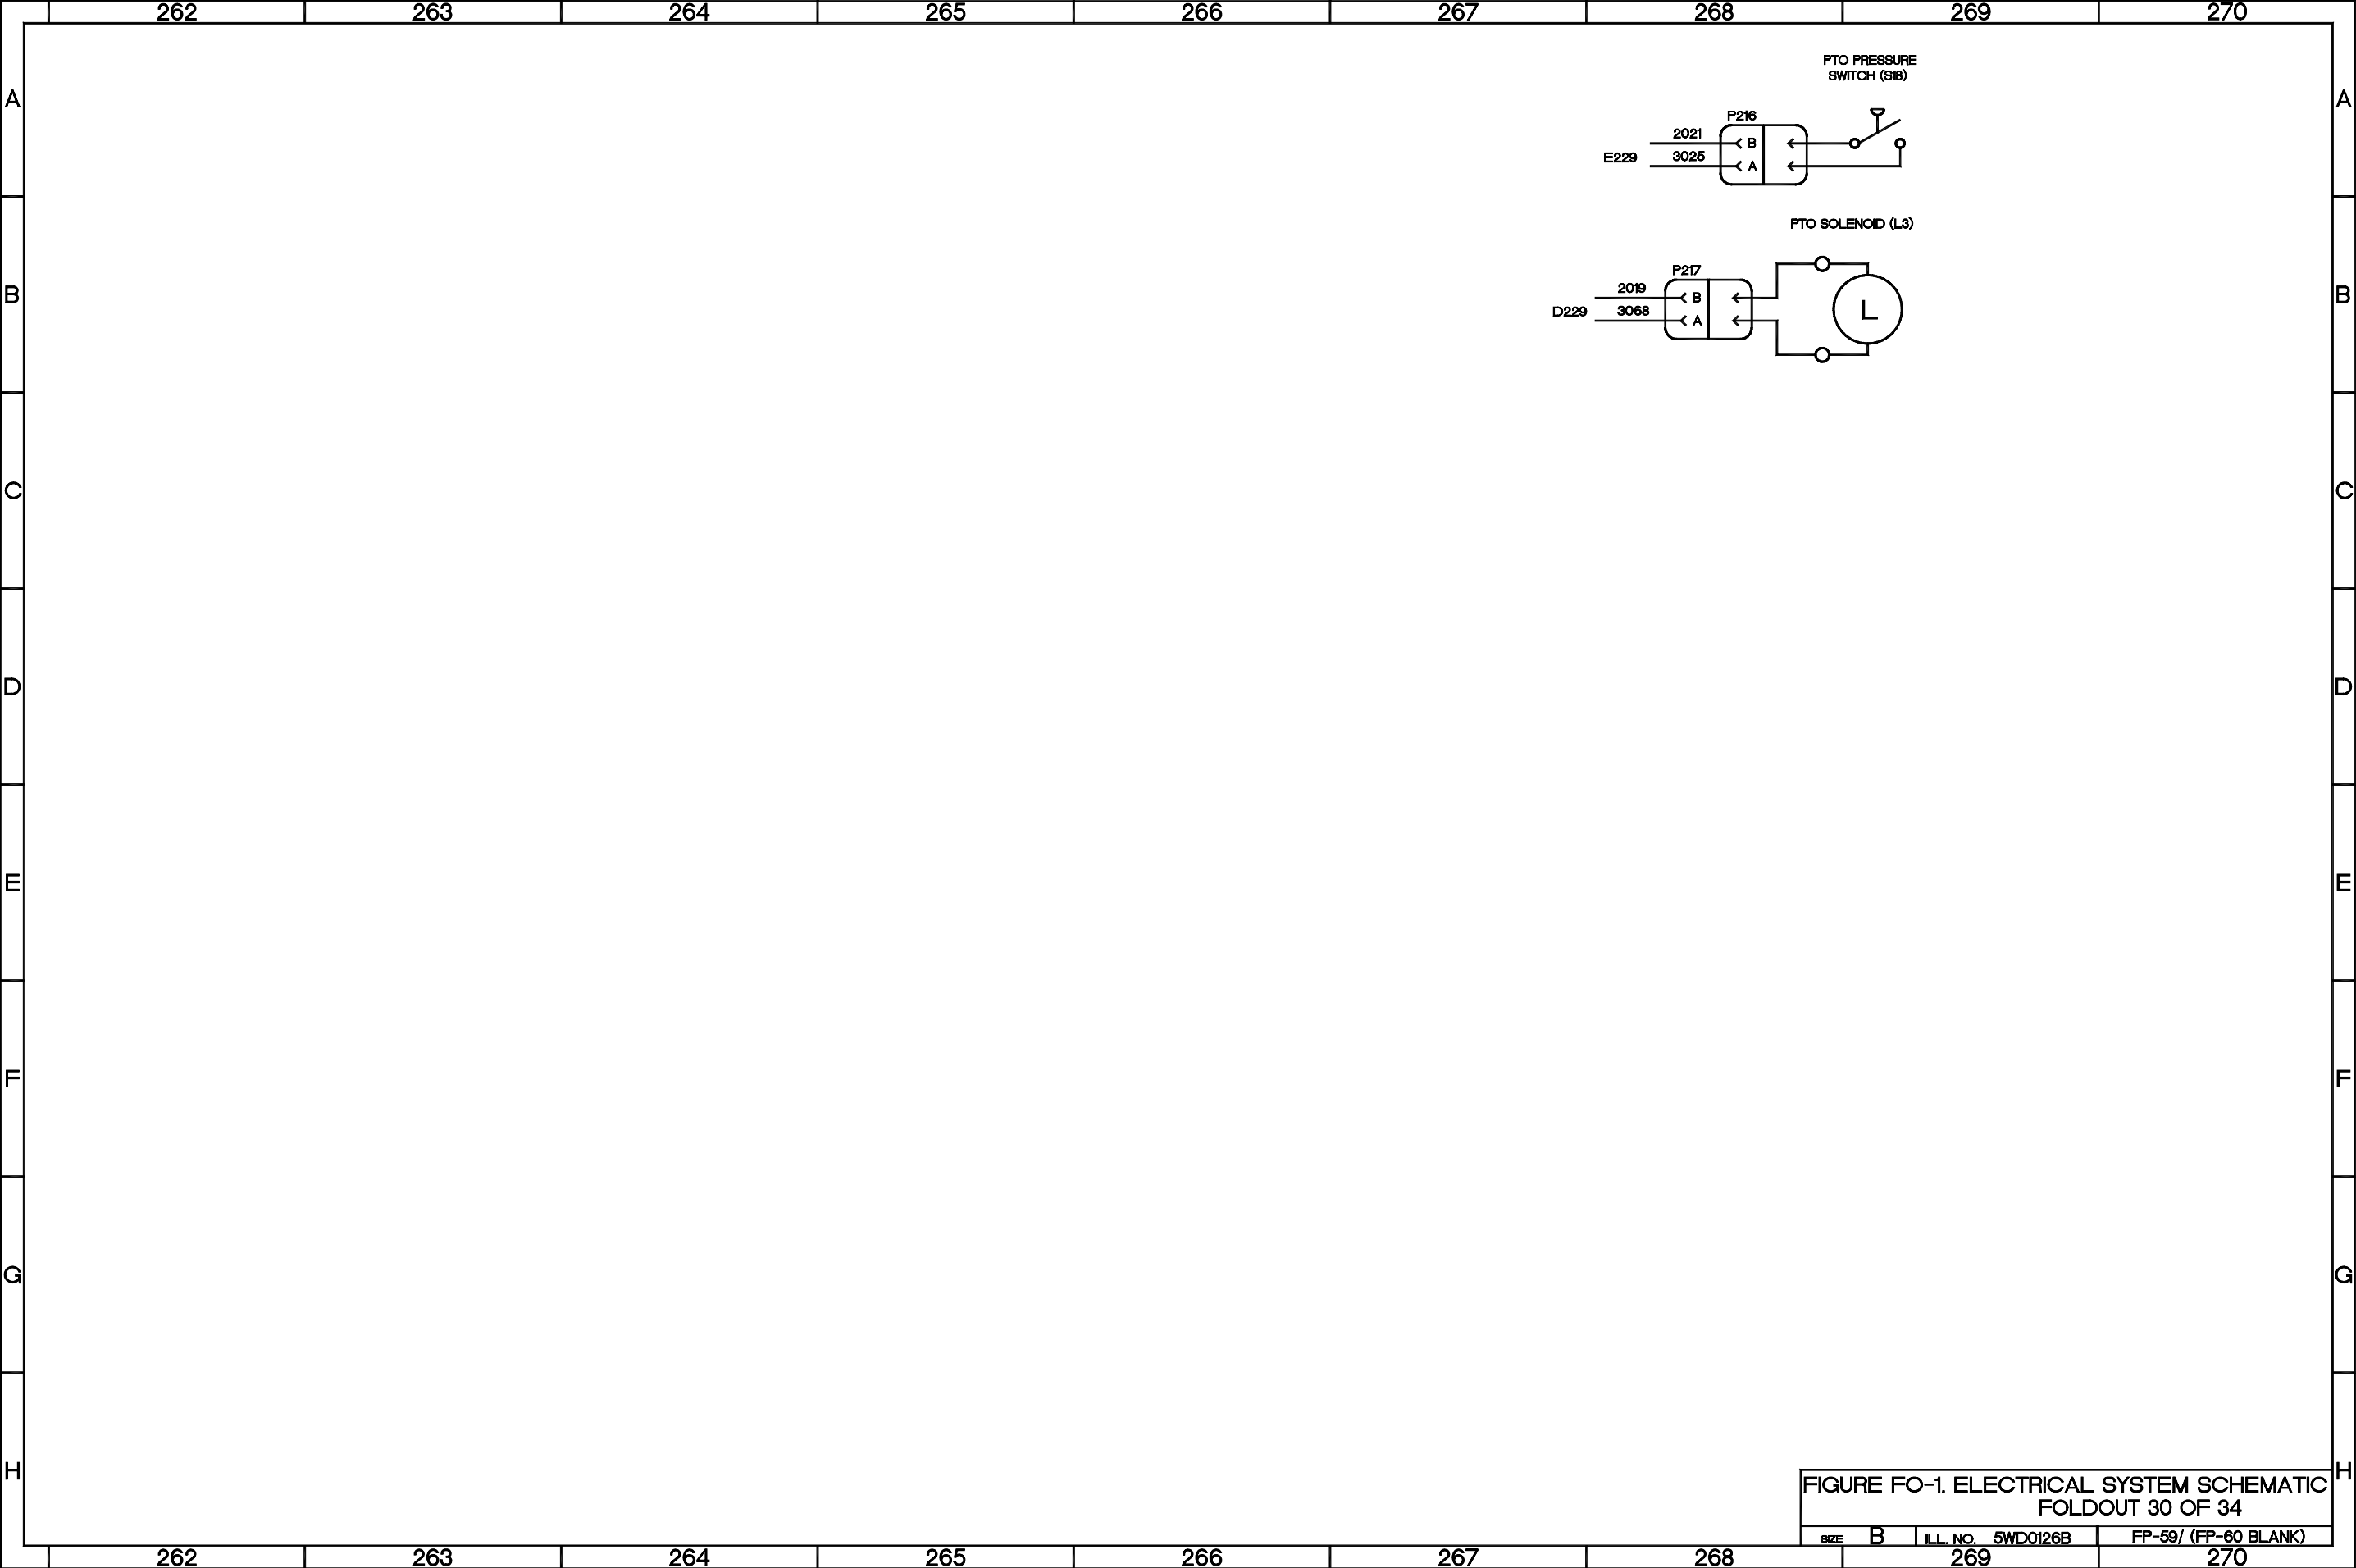 262 263 264 265 266 267 268 269 270
PTO PRESSURE
SWITCH (S18)
A A
P216
2021 B
E229 3025 A
PTO SOLENOID (L3)
P217
B 2019 B L B
D229 3068 A
C C
D D
E E
F F
G G
H H
FIGURE FO-1. ELECTRICAL SYSTEM SCHEMATIC
FOLDOUT 30 OF 34
SIZE B ILL. NO. 5WD0126B FP-59/ (FP-60 BLANK)
262 263 264 265 266 267 268 269 270